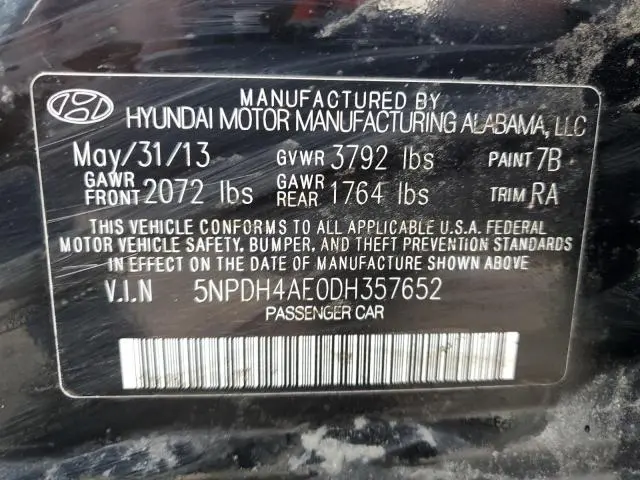 MANUFACTURED BY
HYUNDAI MOTOR MANUFACTURING ALABAMA, LLC
May/31/13 GVWR 3792 lbs PAINT 7B
GAWR FRONT 2072 lbs GAWR REAR 1764 lbs TRIM RA
THIS VEHICLE CONFORMS TO ALL APPLICABLE U.S.A. FEDERAL
MOTOR VEHICLE SAFETY, BUMPER, AND THEFT PREVENTION STANDARDS
IN EFFECT ON THE DATE OF MANUFACTURE SHOWN ABOVE
V.I.N 5NPDH4AE0DH357652
PASSENGER CAR